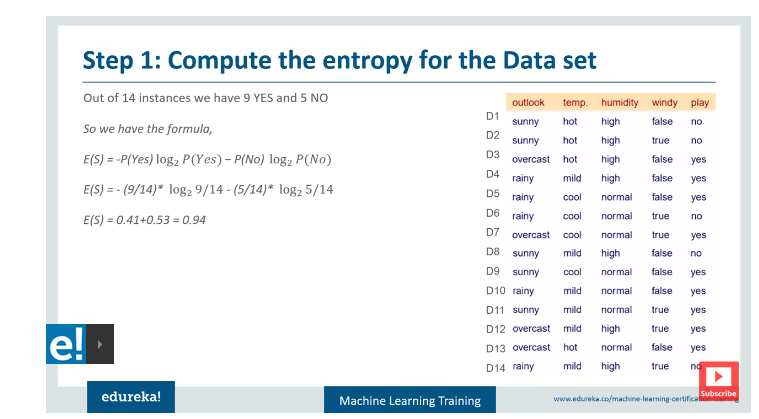 Step 1: Compute the entropy for the Data set
Out of 14 instances we have 9 YES and 5 NO
So we have the formula,
E(S) = -P(Yes) log₂ P(Yes) – P(No) log₂ P(No)
E(S) = - (9/14)* log₂ 9/14 - (5/14)* log₂ 5/14
E(S) = 0.41+0.53 = 0.94
outlook temp. humidity windy play
D1 sunny hot high false no
D2 sunny hot high true no
D3 overcast hot high false yes
D4 rainy mild high false yes
D5 rainy cool normal false yes
D6 rainy cool normal true no
D7 overcast cool normal true yes
D8 sunny mild high false no
D9 sunny cool normal false yes
D10 rainy mild normal false yes
D11 sunny mild normal true yes
D12 overcast mild high true yes
D13 overcast hot normal false yes
D14 rainy mild high true no
e!
Subscribe
edureka!
Machine Learning Training
www.edureka.co/machine-learning-certification-training